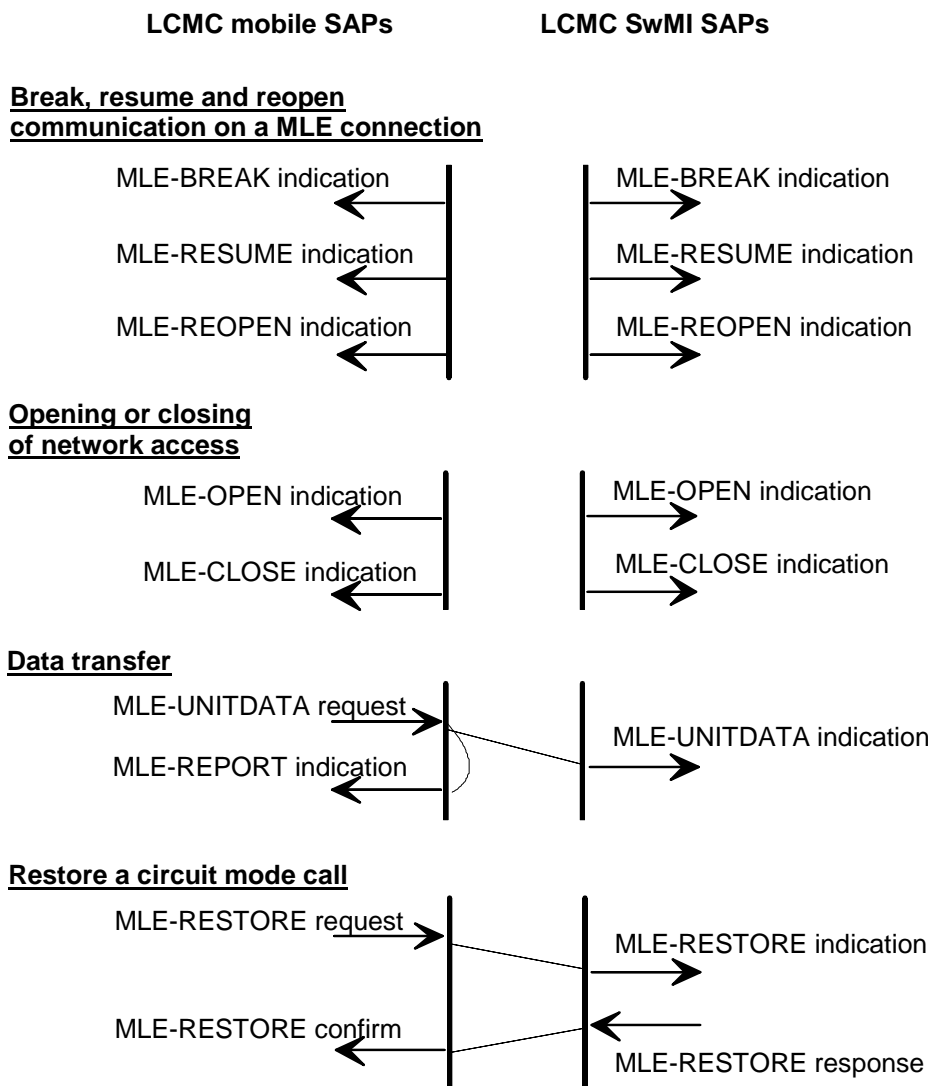 LCMC mobile SAPs LCMC SwMI SAPs
Break, resume and reopen
communication on a MLE connection
MLE-BREAK indication MLE-BREAK indication
MLE-RESUME indication MLE-RESUME indication
MLE-REOPEN indication MLE-REOPEN indication
Opening or closing
of network access
MLE-OPEN indication MLE-OPEN indication
MLE-CLOSE indication MLE-CLOSE indication
Data transfer
MLE-UNITDATA request
MLE-UNITDATA indication
MLE-REPORT indication
Restore a circuit mode call
MLE-RESTORE request
MLE-RESTORE indication
MLE-RESTORE confirm
MLE-RESTORE response